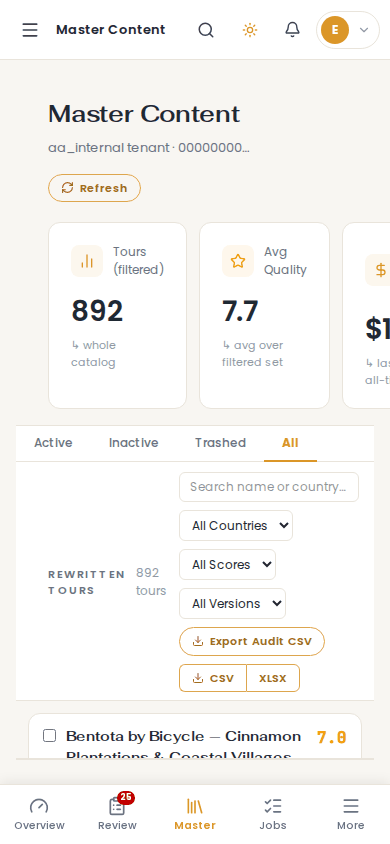 Master Content
E
Master Content
aa_internal tenant · 00000000…
Refresh
Tours
(filtered)
892
↳ whole
catalog
Avg
Quality
7.7
↳ avg over
filtered set
$
↳ las
all-t
Active Inactive Trashed All
REWRITTEN
TOURS
892
tours
Search name or country…
All Countries
All Scores
All Versions
Export Audit CSV
CSV XLSX
Bentota by Bicycle — Cinnamon
Plantations & Coastal Villages
7.0
25
Overview Review Master Jobs More